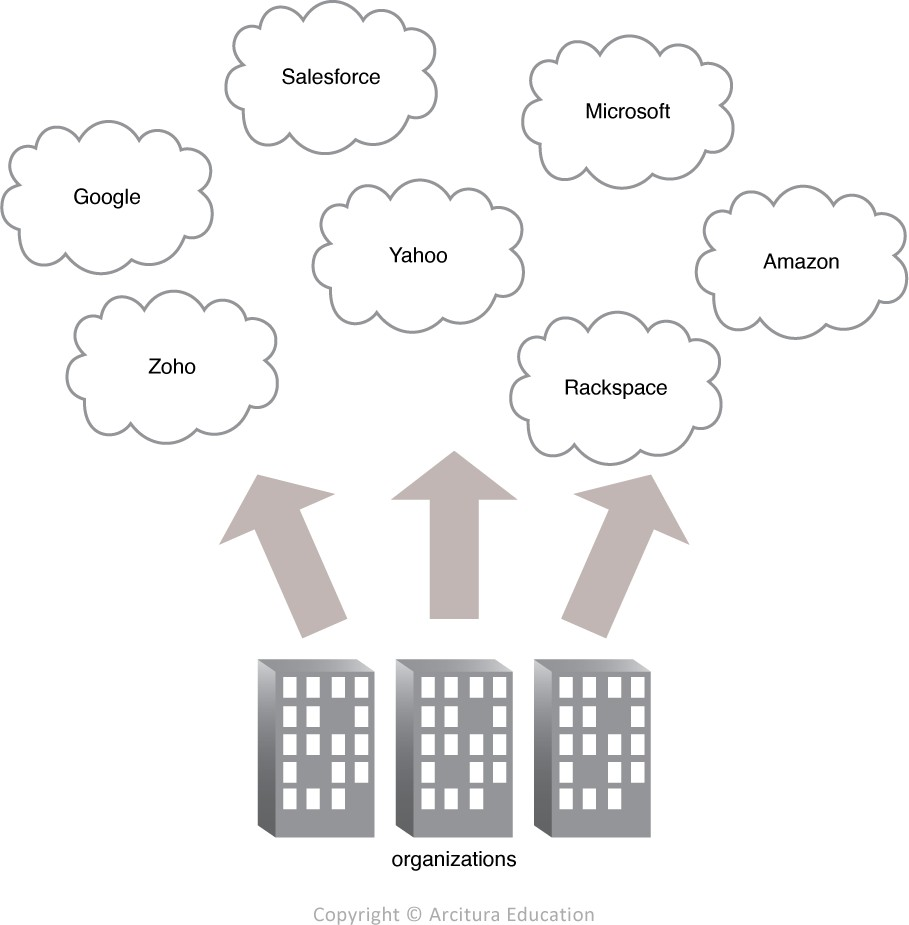 Salesforce
Microsoft
Google
Yahoo
Amazon
Zoho
Rackspace
organizations
Copyright © Arcitura Education